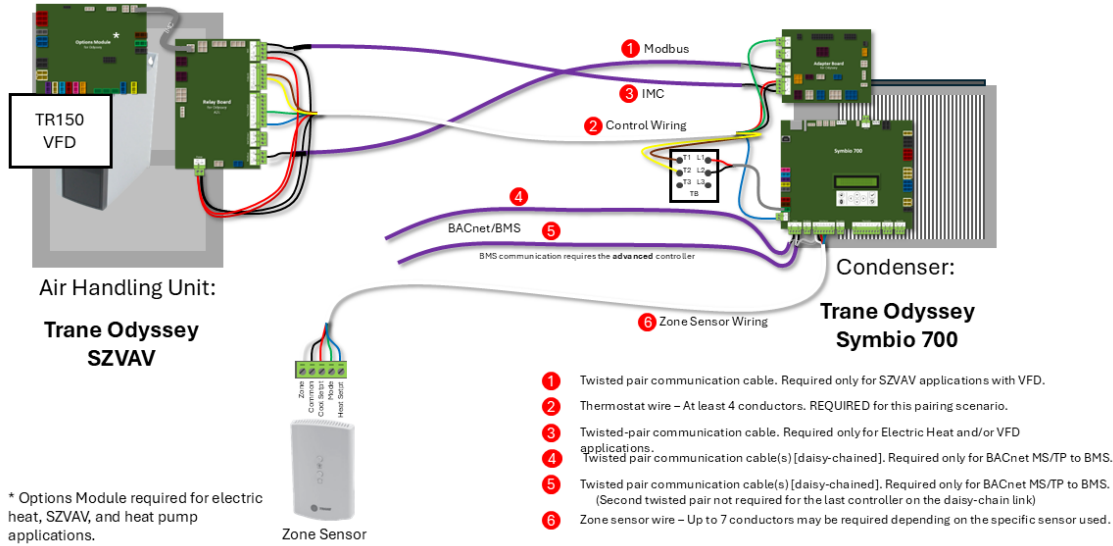 Options Module
for Odyssey
*
TR150
VFD
Relay Board
for Odyssey
1 Modbus
3 IMC
2 Control Wiring
Adapter Board
for Odyssey
Symbio 700
T1 L1
T2 L2
T3 L3
TB
4
BACnet/BMS
5
BMS communication requires the advanced controller
Air Handling Unit:
Trane Odyssey
SZVAV
Condenser:
Trane Odyssey
Symbio 700
6 Zone Sensor Wiring
Zone
Common
Cool Setpt
Mode
Heat Setpt
Zone Sensor
1 Twisted pair communication cable. Required only for SZVAV applications with VFD.
2 Thermostat wire – At least 4 conductors. REQUIRED for this pairing scenario.
3 Twisted-pair communication cable. Required only for Electric Heat and/or VFD
applications.
4 Twisted pair communication cable(s) [daisy-chained]. Required only for BACnet MS/TP to BMS.
5 Twisted pair communication cable(s) [daisy-chained]. Required only for BACnet MS/TP to BMS.
(Second twisted pair not required for the last controller on the daisy-chain link)
6 Zone sensor wire – Up to 7 conductors may be required depending on the specific sensor used.
* Options Module required for electric
heat, SZVAV, and heat pump
applications.